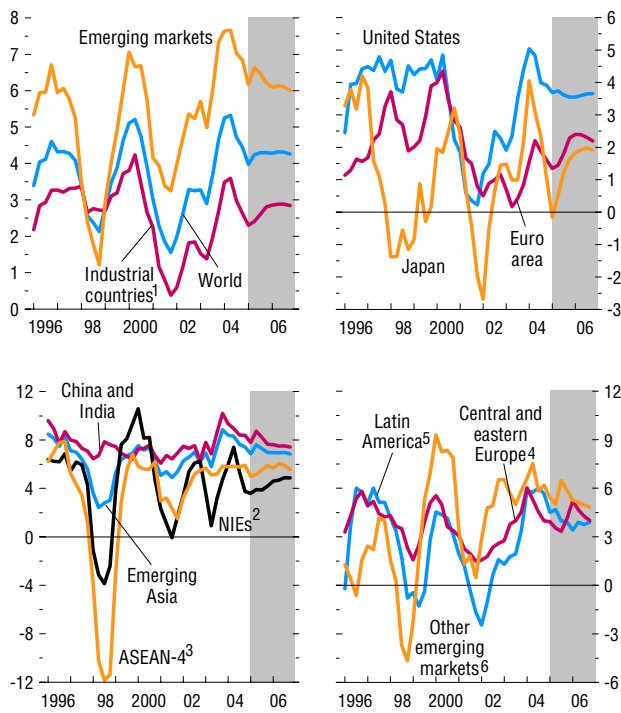 8
7
6
5
4
3
2
1
0
Emerging markets
Industrial
countries1
World
1996 98 2000 02 04 06
6
5
4
3
2
1
0
-1
-2
-3
United States
Japan
Euro
area
1996 98 2000 02 04 06
12
8
4
0
-4
-8
-12
China and
India
NIEs2
Emerging
Asia
ASEAN-43
1996 98 2000 02 04 06
12
9
6
3
0
-3
-6
Latin
America5
Central and
eastern
Europe4
Other
emerging
markets6
1996 98 2000 02 04 06